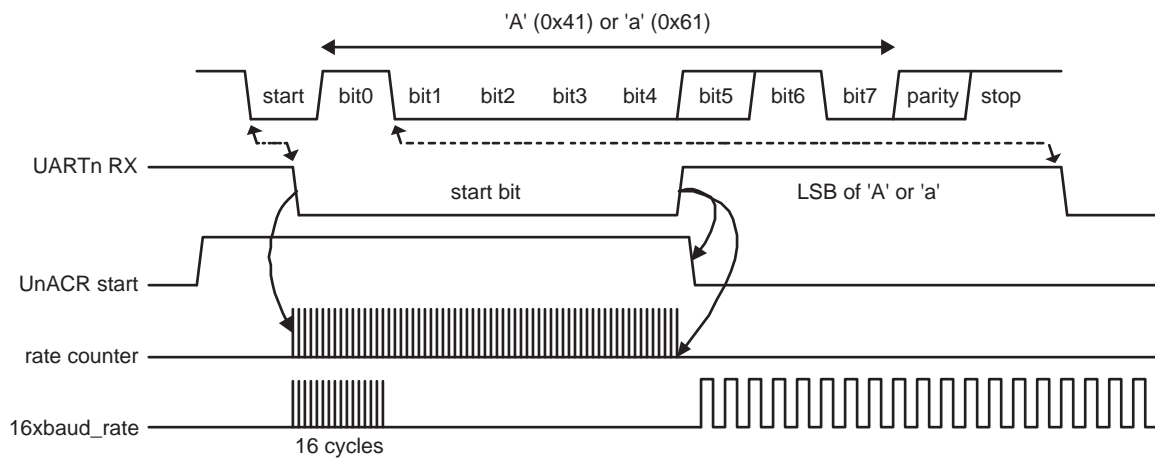 'A' (0x41) or 'a' (0x61)
start bit0 bit1 bit2 bit3 bit4 bit5 bit6 bit7 parity stop
UARTn RX
start bit LSB of 'A' or 'a'
UnACR start
rate counter
16xbaud_rate
16 cycles